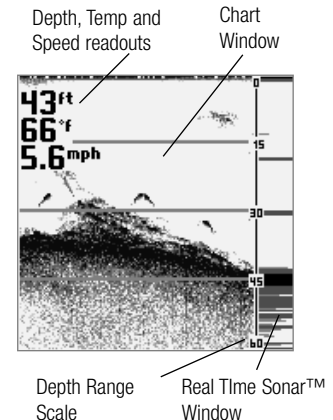 Depth, Temp and
Speed readouts
Chart
Window
43ft
66°f
5.6mph
0
15
30
45
60
Depth Range
Scale
Real TIme Sonar™
Window